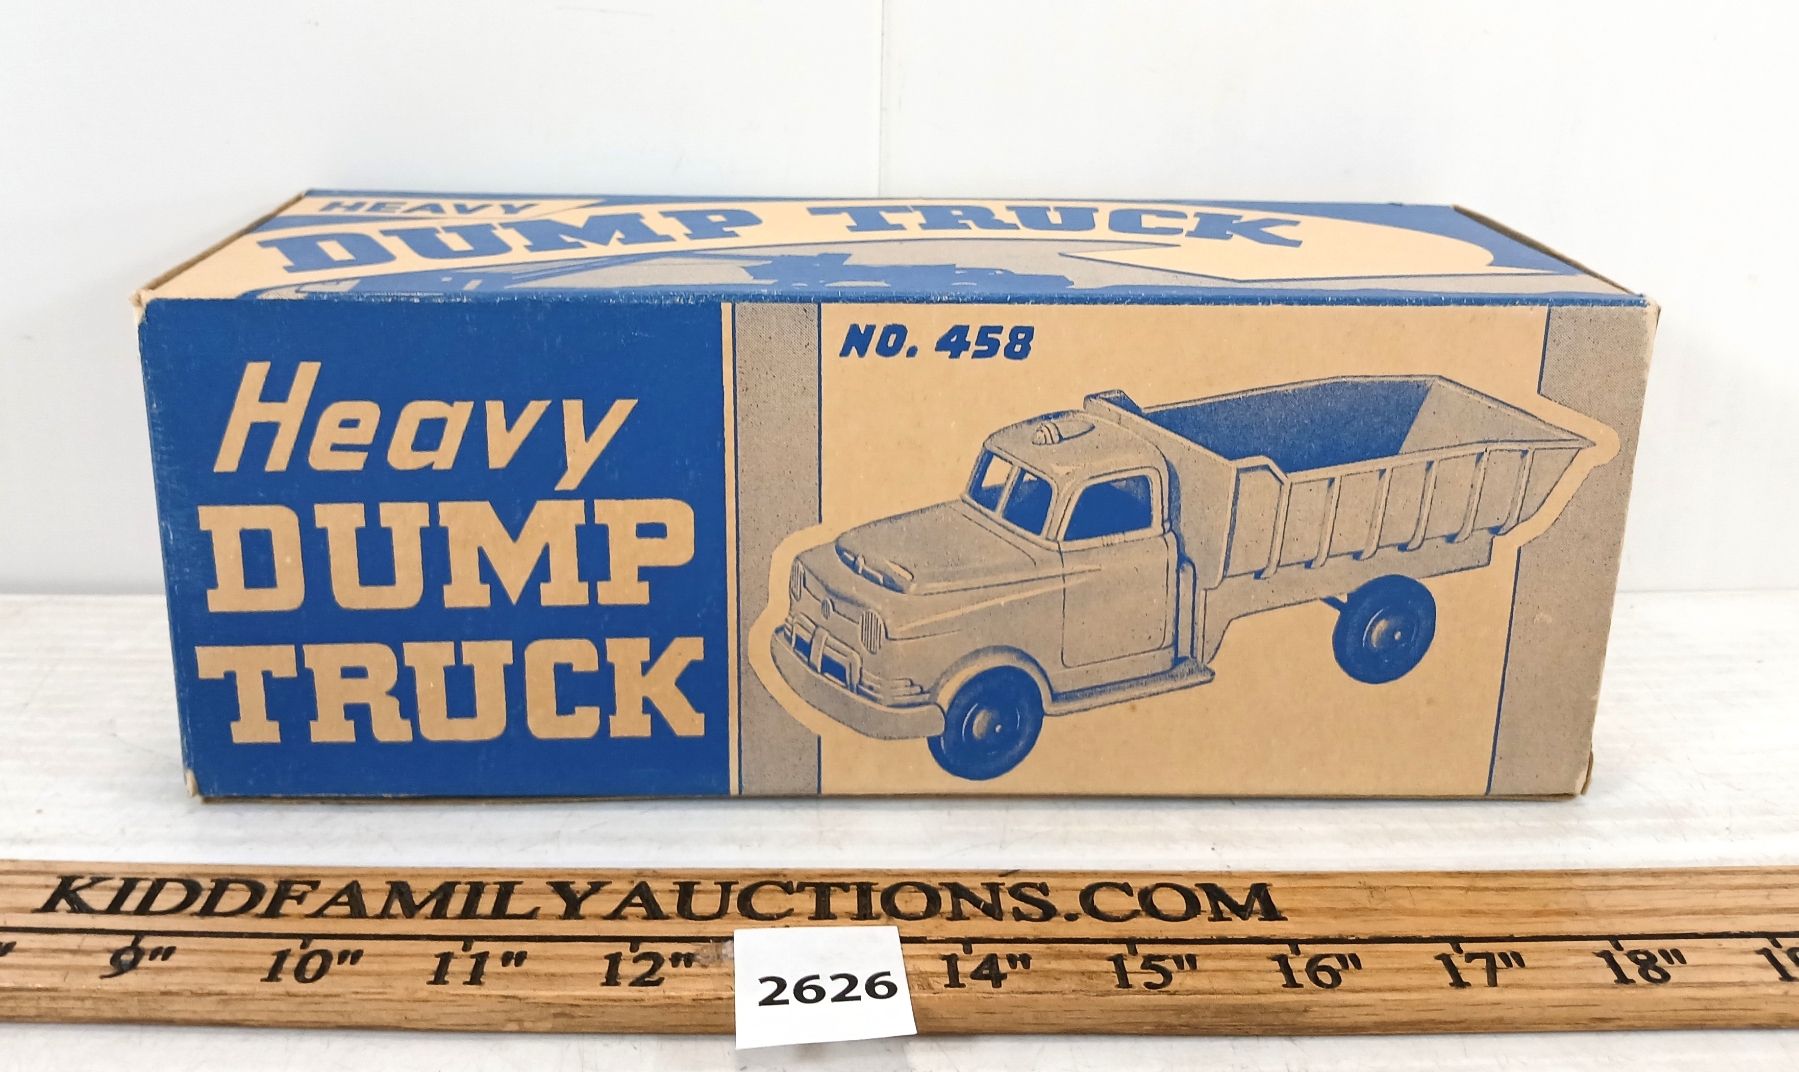 HEAVY
DUMP TRUCK
NO. 458
Heavy
DUMP
TRUCK
KIDDFAMILYAUCTIONS.COM
9" 10" 11" 12" 14" 15" 16" 17" 18"
2626